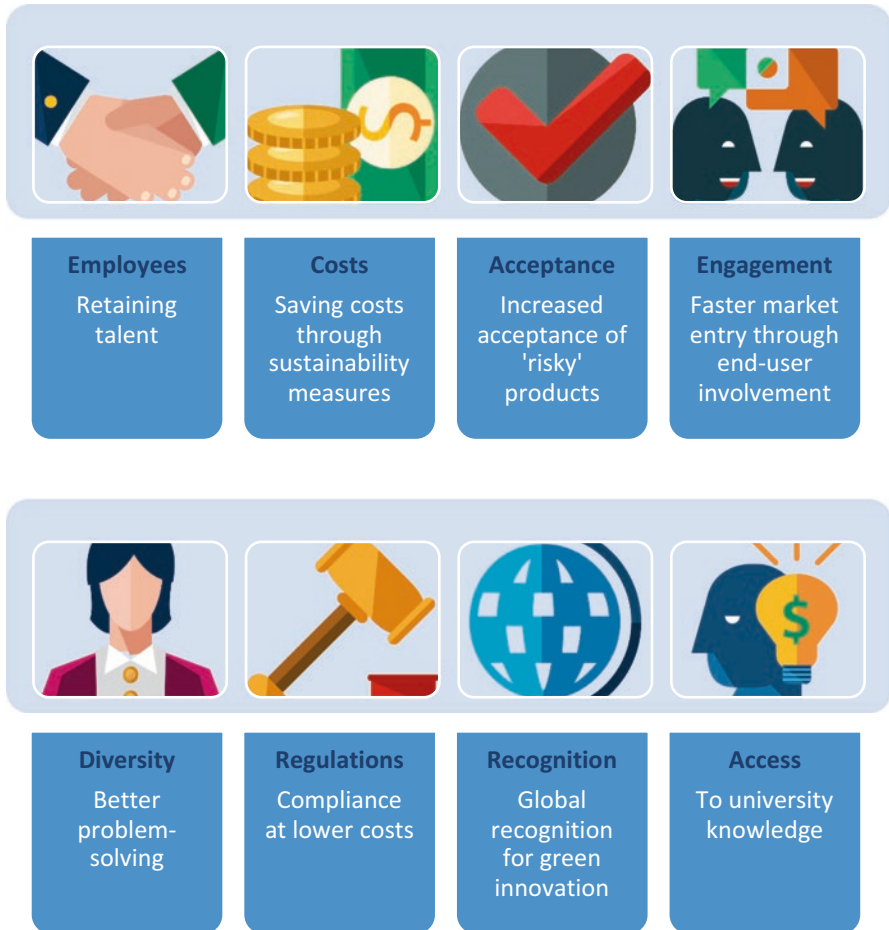 Employees
Retaining
talent
Costs
Saving costs
through
sustainability
measures
Acceptance
Increased
acceptance of
'risky'
products
Engagement
Faster market
entry through
end-user
involvement
Diversity
Better
problem-
solving
Regulations
Compliance
at lower costs
Recognition
Global
recognition
for green
innovation
Access
To university
knowledge